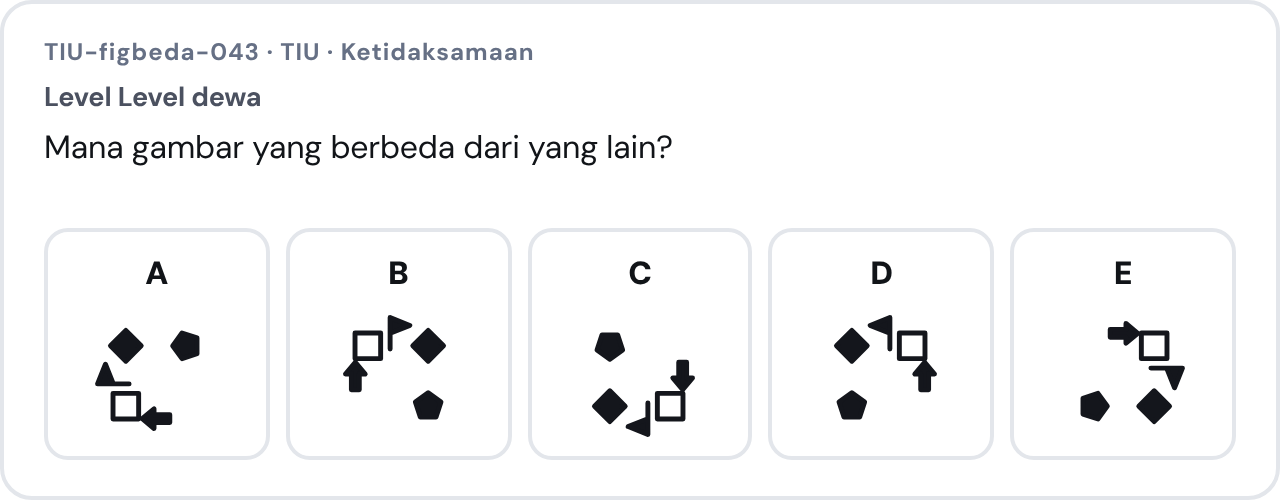 TIU-figbeda-043 · TIU · Ketidaksamaan
Level Level dewa
Mana gambar yang berbeda dari yang lain?
A
B
C
D
E